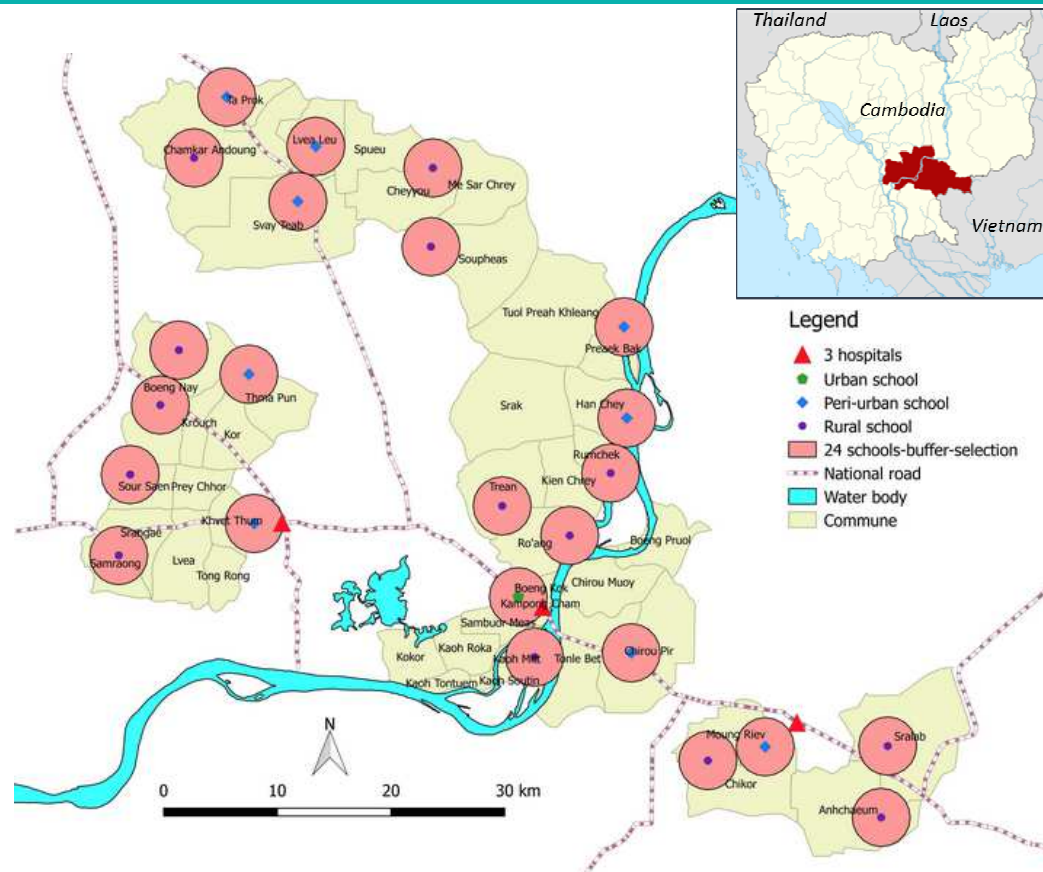 Thailand
Laos
Cambodia
Vietnam
Ta Prok
Chamkar Andoung
Lvea Leu
Spueu
Cheyyou
Me Sar Chrey
Svay Teab
Soupheas
Tuol Preah Khleang
Preaek Bak
Boeng Nay
Thma Pun
Krouch
Kor
Srak
Han Chey
Rumchek
Kien Chrey
Trean
Sour Saen
Prey Chhor
Khvet Thum
Srangae
Samraong
Lvea
Tong Rong
Ro'ang
Boeng Pruol
Boeng Kok
Chirou Muoy
Kampong Cham
Sambuor Meas
Kokor
Kaoh Roka
Kaoh Mitt
Tonle Bet
Chirou Pir
Kaoh Tontuem
Kaoh Soutin
Moung Riev
Chikor
Sralab
Anhchaeum
Legend
3 hospitals
Urban school
Peri-urban school
Rural school
24 schools-buffer-selection
National road
Water body
Commune
N
0 10 20 30 km